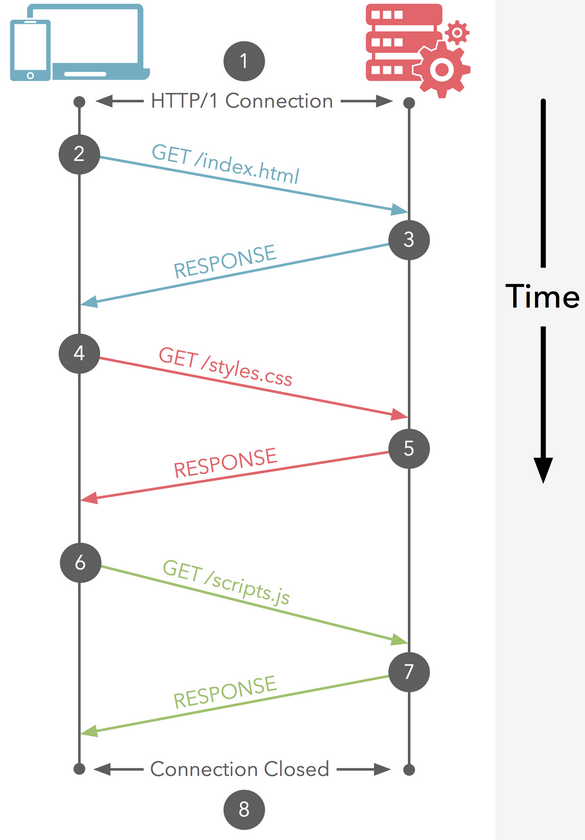 1
HTTP/1 Connection
2
GET /index.html
3
RESPONSE
Time
4
GET /styles.css
5
RESPONSE
6
GET /scripts.js
7
RESPONSE
Connection Closed
8